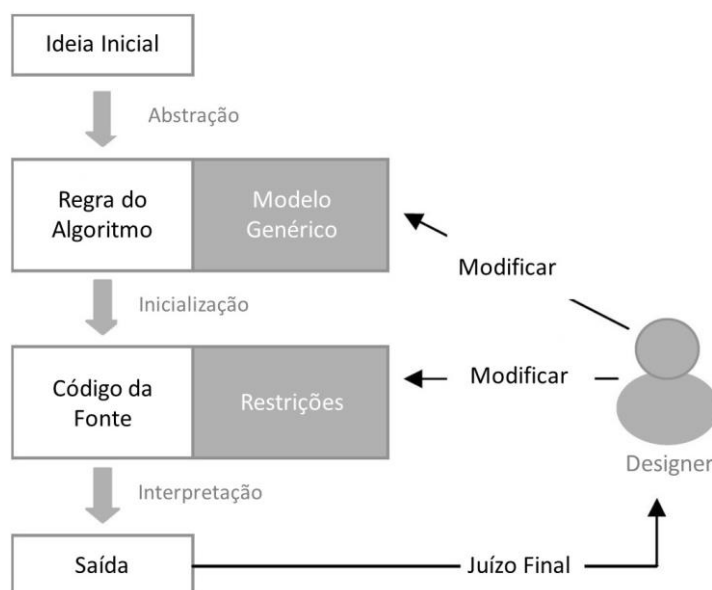 Ideia Inicial
Abstração
Regra do
Algoritmo
Modelo
Genérico
Modificar
Inicialização
Código da
Fonte
Restrições
Modificar
Designer
Interpretação
Saída
Juízo Final